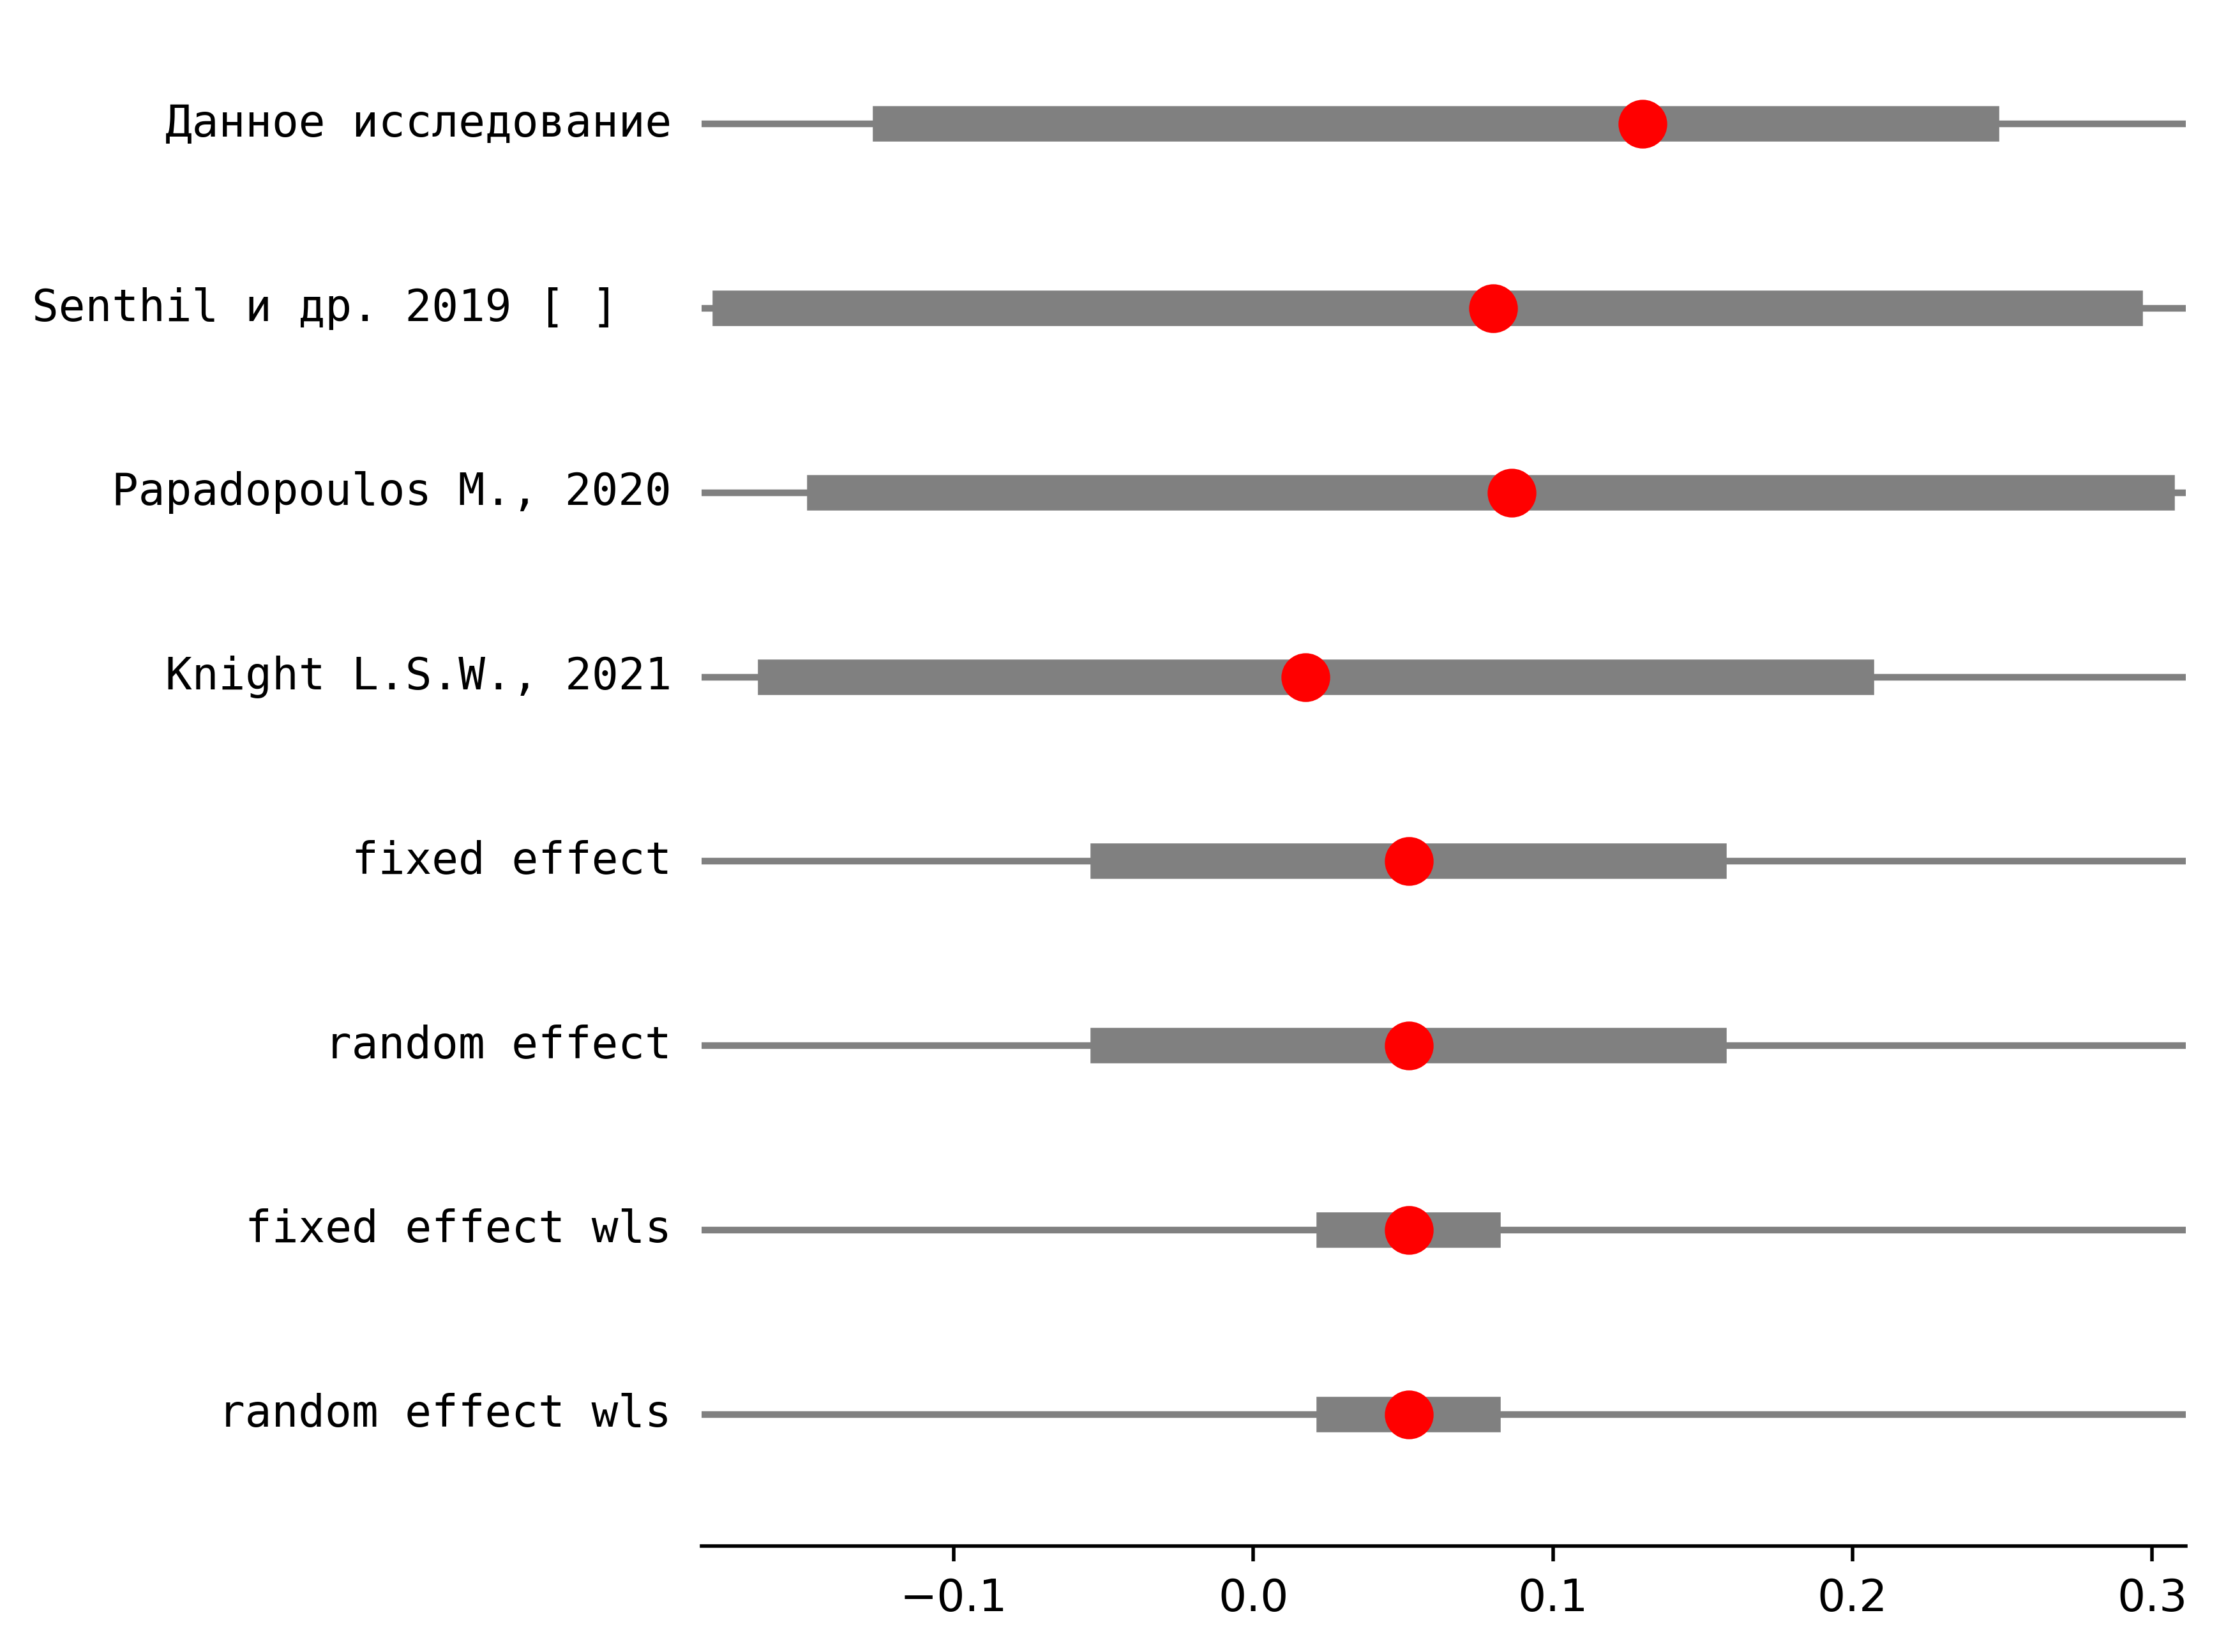 Данное исследование
Senthil и др. 2019 [ ]
Papadopoulos M., 2020
Knight L.S.W., 2021
fixed effect
random effect
fixed effect wls
random effect wls
−0.1 0.0 0.1 0.2 0.3